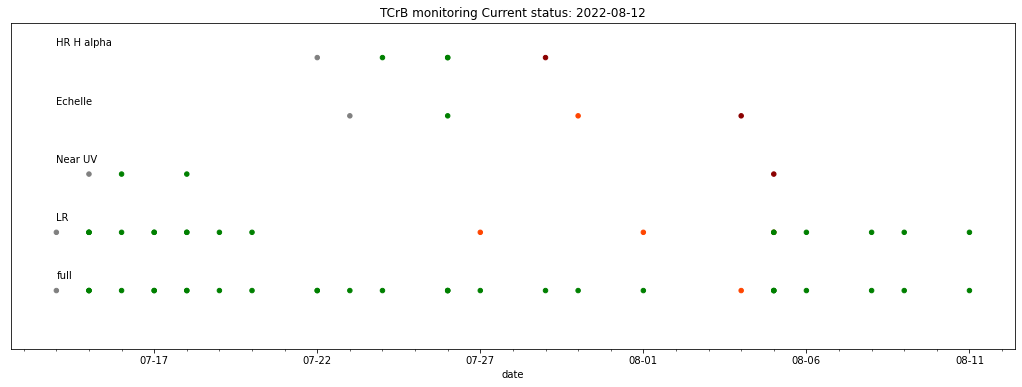 TCrB monitoring Current status: 2022-08-12
HR H alpha
Echelle
Near UV
LR
full
07-17 07-22 07-27 08-01 08-06 08-11
date